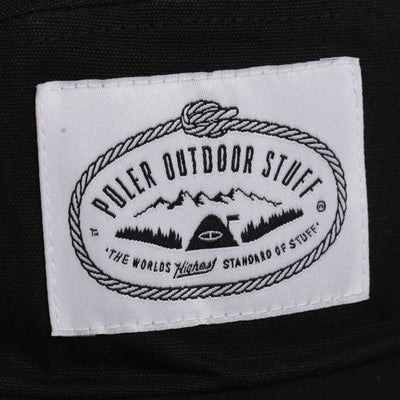 POLER OUTDOOR STUFF
"THE WORLDS Highest STANDARD OF STUFF"